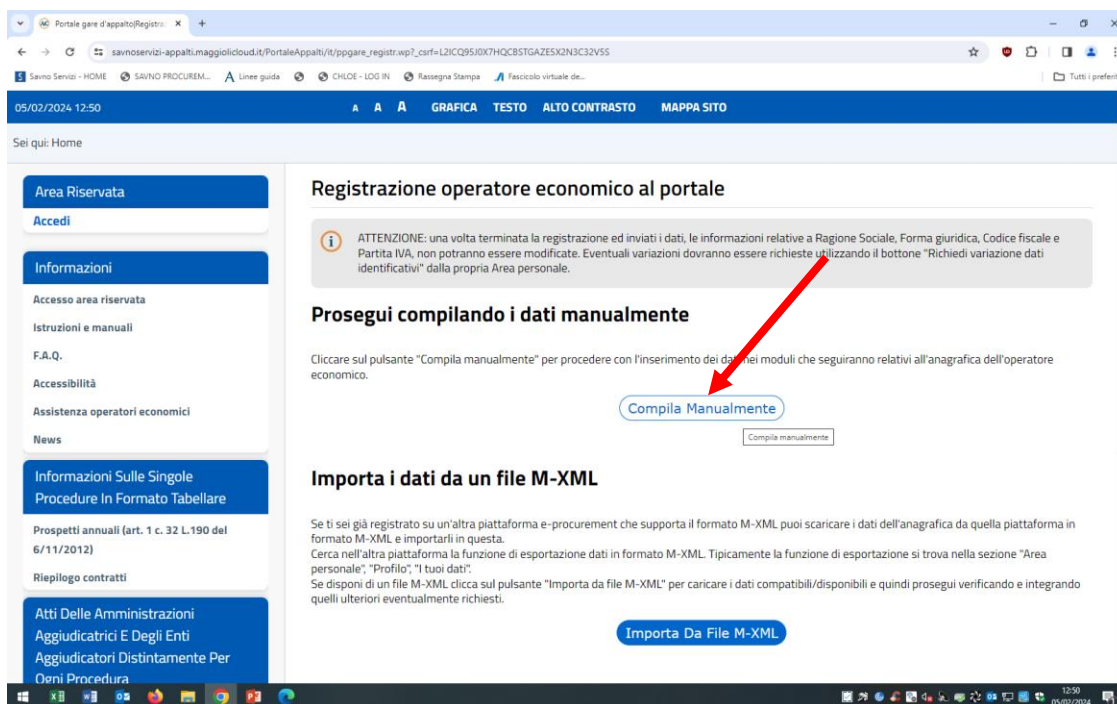 Portale gare d'appalto|Registra
savnoservizi-appalti.maggiolicloud.it/PortaleAppalti/it/ppgare_registr.wp?_csrf=L2ICQ95J0X7HQCBSTGAZE5X2N3C32V5S
Savno Servizi - HOME SAVNO PROCUREM... Linee guida CHLOE - LOG IN Rassegna Stampa Fascicolo virtuale de... Tutti i preferit
05/02/2024 12:50 A A A GRAFICA TESTO ALTO CONTRASTO MAPPA SITO
Sei qui: Home
Area Riservata
Accedi
Informazioni
Accesso area riservata
Istruzioni e manuali
F.A.Q.
Accessibilità
Assistenza operatori economici
News
Informazioni Sulle Singole
Procedure In Formato Tabellare
Prospetti annuali (art. 1 c. 32 L.190 del
6/11/2012)
Riepilogo contratti
Atti Delle Amministrazioni
Aggiudicatrici E Degli Enti
Aggiudicatori Distintamente Per
Ogni Procedura
Registrazione operatore economico al portale
ATTENZIONE: una volta terminata la registrazione ed inviati i dati, le informazioni relative a Ragione Sociale, Forma giuridica, Codice fiscale e
Partita IVA, non potranno essere modificate. Eventuali variazioni dovranno essere richieste utilizzando il bottone "Richiedi variazione dati
identificativi" dalla propria Area personale.
Prosegui compilando i dati manualmente
Cliccare sul pulsante "Compila manualmente" per procedere con l'inserimento dei dati nei moduli che seguiranno relativi all'anagrafica dell'operatore
economico.
Compila Manualmente
Compila manualmente
Importa i dati da un file M-XML
Se ti sei già registrato su un'altra piattaforma e-procurement che supporta il formato M-XML puoi scaricare i dati dell'anagrafica da quella piattaforma in
formato M-XML e importarli in questa.
Cerca nell'altra piattaforma la funzione di esportazione dati in formato M-XML. Tipicamente la funzione di esportazione si trova nella sezione "Area
personale", "Profilo", "I tuoi dati".
Se disponi di un file M-XML clicca sul pulsante "Importa da file M-XML" per caricare i dati compatibili/disponibili e quindi prosegui verificando e integrando
quelli ulteriori eventualmente richiesti.
Importa Da File M-XML
12:50
05/02/2024